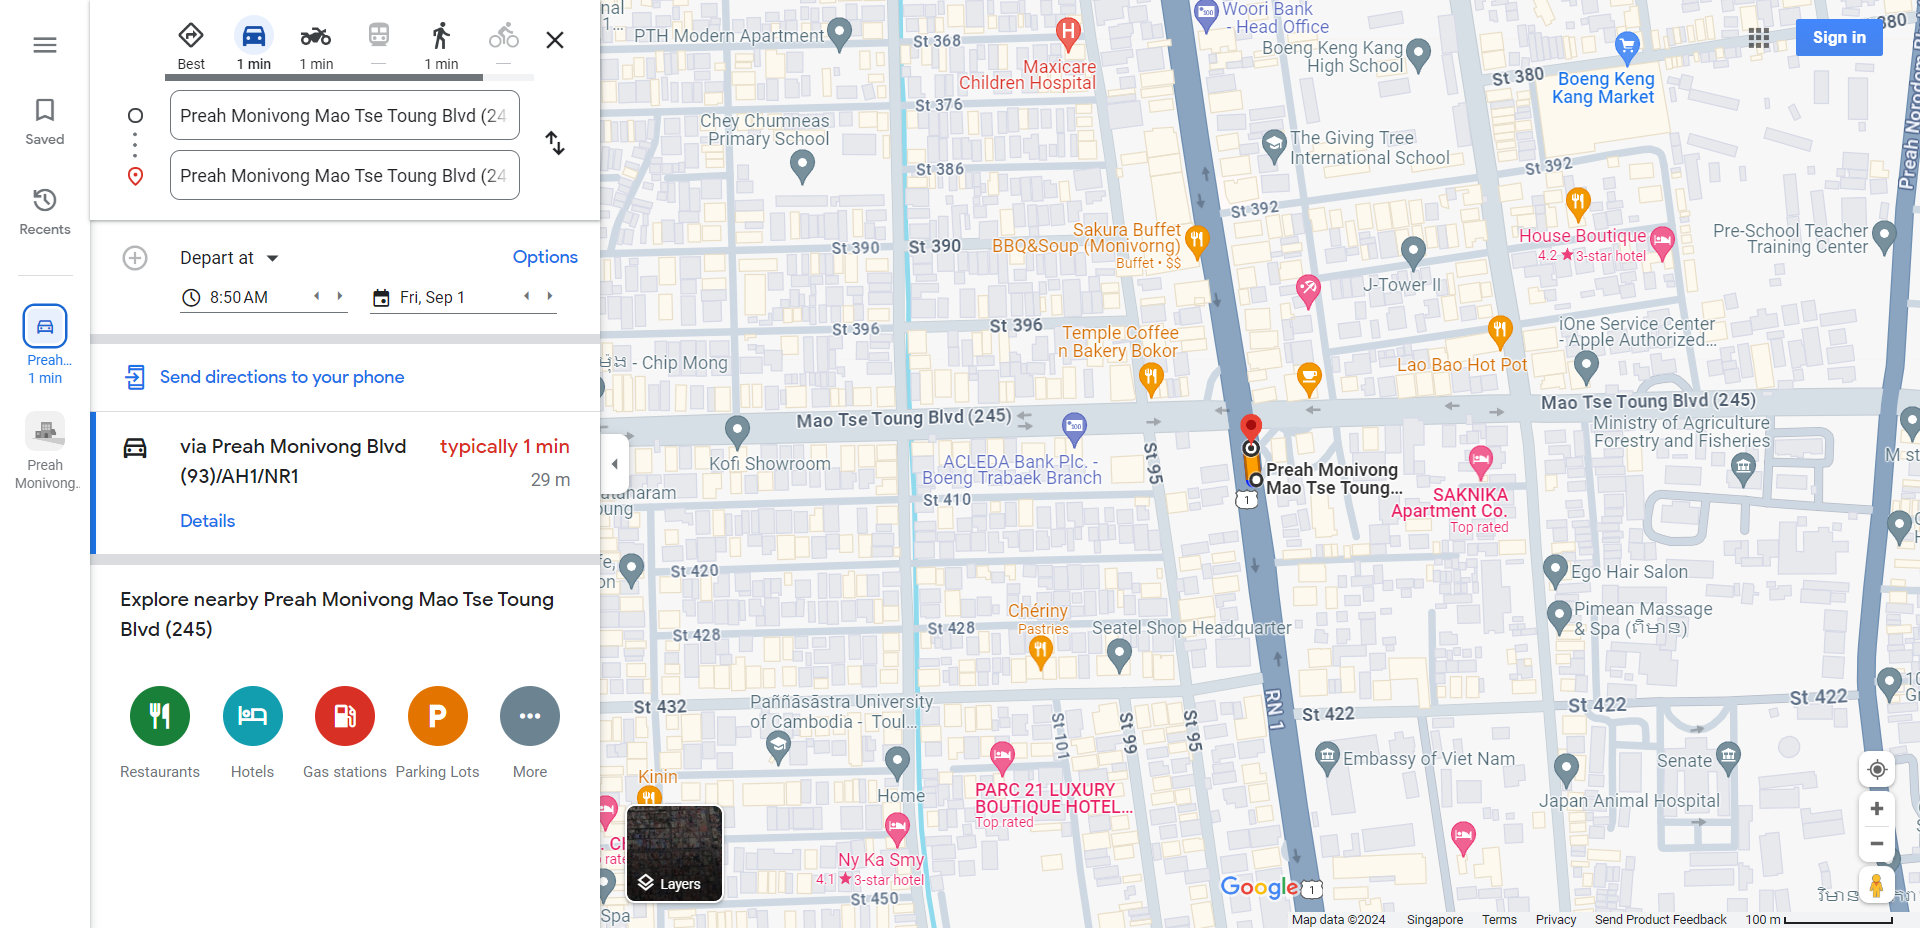 Saved
Recents
Preah...
1 min
Preah
Monivong...
Best
1 min
1 min
1 min
Preah Monivong Mao Tse Toung Blvd (24
Preah Monivong Mao Tse Toung Blvd (24
Depart at
Options
8:50 AM
Fri, Sep 1
Send directions to your phone
via Preah Monivong Blvd
(93)/AH1/NR1
typically 1 min
29 m
Details
Explore nearby Preah Monivong Mao Tse Toung
Blvd (245)
Restaurants
Hotels
Gas stations
Parking Lots
More
PTH Modern Apartment
St 368
Woori Bank
- Head Office
Maxicare
Children Hospital
Boeng Keng Kang
High School
St 380
380
Boeng Keng
Kang Market
Sign in
St 376
Chey Chumneas
Primary School
St 386
The Giving Tree
International School
St 392
St 392
Sakura Buffet
BBQ&Soup (Monivorng)
Buffet • $$
St 390
St 390
House Boutique
4.2 ★ 3-star hotel
Pre-School Teacher
Training Center
J-Tower II
St 396
St 396
Temple Coffee
n Bakery Bokor
- Chip Mong
iOne Service Center
- Apple Authorized...
Lao Bao Hot Pot
Mao Tse Toung Blvd (245)
Mao Tse Toung Blvd (245)
Ministry of Agriculture
Forestry and Fisheries
Kofi Showroom
ACLEDA Bank Plc. -
Boeng Trabaek Branch
St 95
Preah Monivong
Mao Tse Toung...
1
SAKNIKA
Apartment Co.
Top rated
M st
St 410
St 420
Ego Hair Salon
Pimean Massage
& Spa (ពិមាន)
Chériny
Pastries
St 428
St 428
Seatel Shop Headquarter
St 432
Paññāsāstra University
of Cambodia - Toul...
RN 1
St 422
St 422
St 422
St 101
St 99
St 95
Embassy of Viet Nam
Senate
Kinin
Home
PARC 21 LUXURY
BOUTIQUE HOTEL...
Top rated
Japan Animal Hospital
Ny Ka Smy
4.1 ★ 3-star hotel
Layers
St 450
Spa
Google
1
Map data ©2024
Singapore
Terms
Privacy
Send Product Feedback
100 m